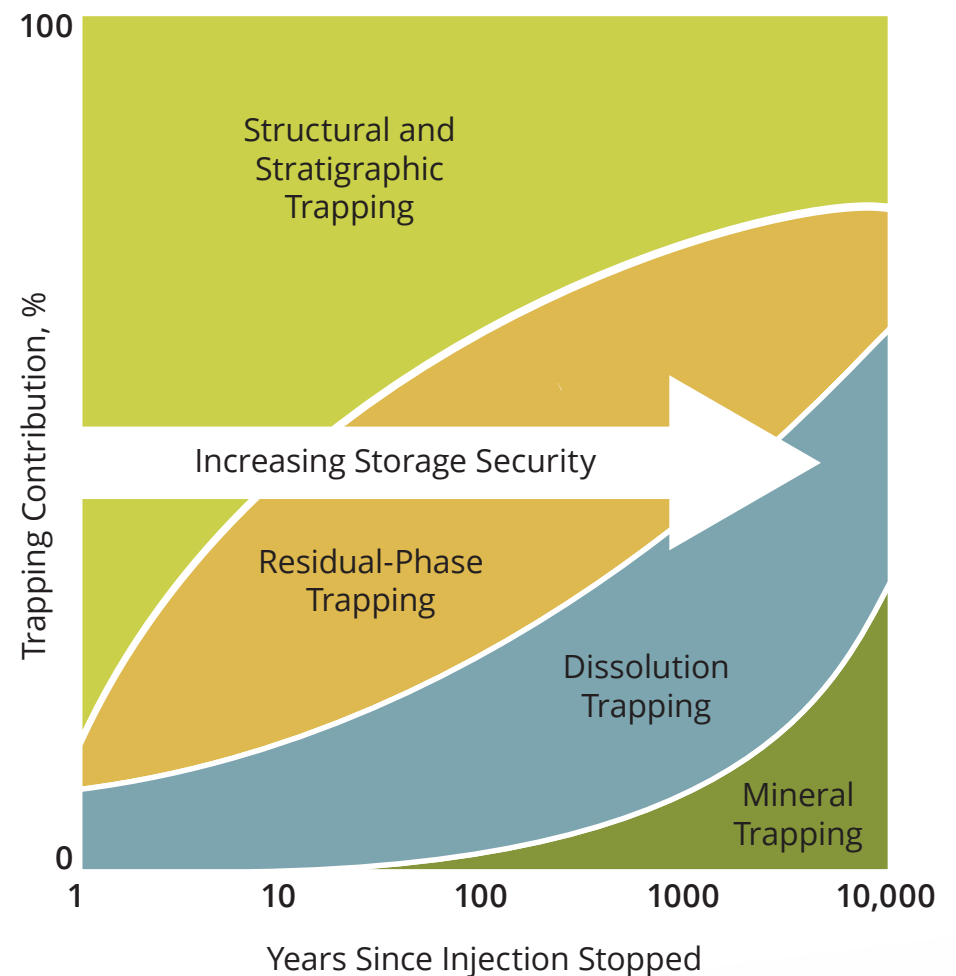 100
Structural and
Stratigraphic
Trapping
Trapping Contribution, %
Increasing Storage Security
Residual-Phase
Trapping
Dissolution
Trapping
Mineral
Trapping
0
1 10 100 1000 10,000
Years Since Injection Stopped